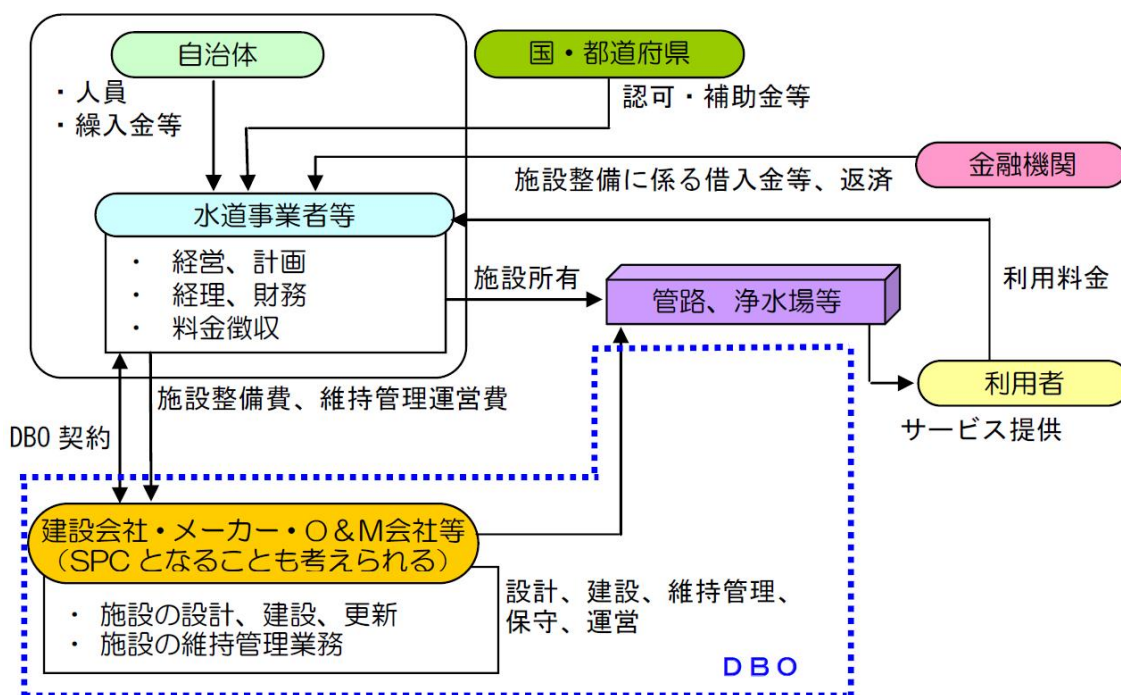 自治体
国・都道府県
・人員
・繰入金等
認可・補助金等
金融機関
施設整備に係る借入金等、返済
水道事業者等
・ 経営、計画
・ 経理、財務
・ 料金徴収
施設所有
管路、浄水場等
利用料金
利用者
サービス提供
施設整備費、維持管理運営費
DBO 契約
建設会社・メーカー・O&M会社等
(SPC となることも考えられる)
・ 施設の設計、建設、更新
・ 施設の維持管理業務
設計、建設、維持管理、
保守、運営
DBO